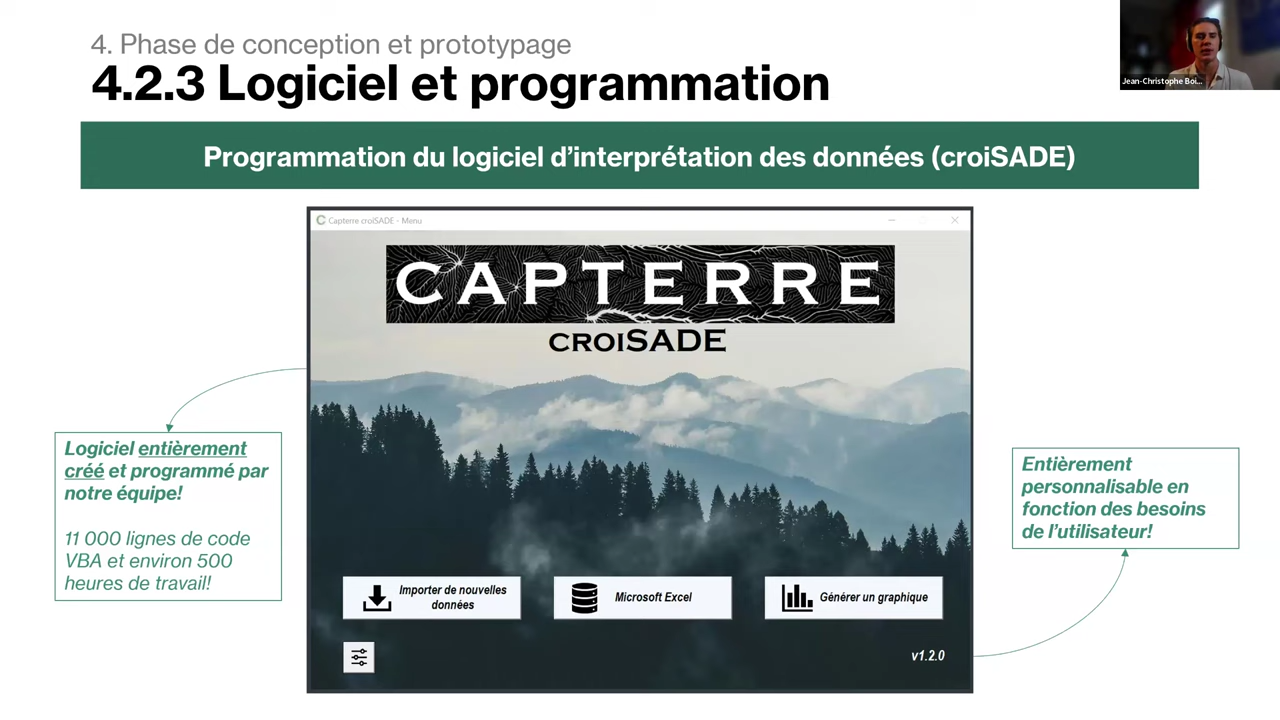 4. Phase de conception et prototypage
4.2.3 Logiciel et programmation
Jean-Christophe Boi...
Programmation du logiciel d’interprétation des données (croiSADE)
Capterre croiSADE - Menu
CAPTERRE
CROISADE
Logiciel entièrement
créé et programmé par
notre équipe!
11 000 lignes de code
VBA et environ 500
heures de travail!
Entièrement
personnalisable en
fonction des besoins
de l’utilisateur!
Importer de nouvelles
données
Microsoft Excel
Générer un graphique
v1.2.0